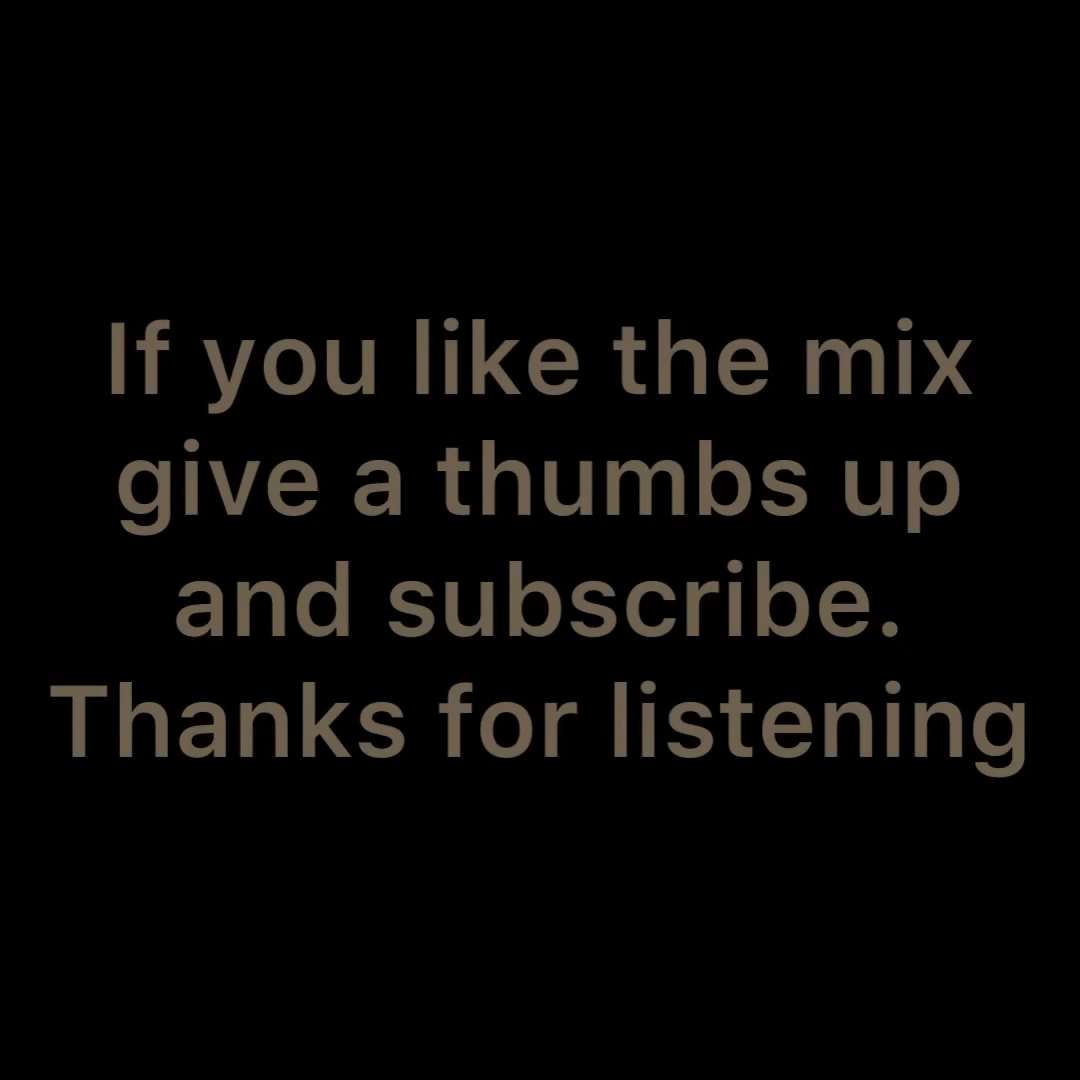 If you like the mix
give a thumbs up
and subscribe.
Thanks for listening